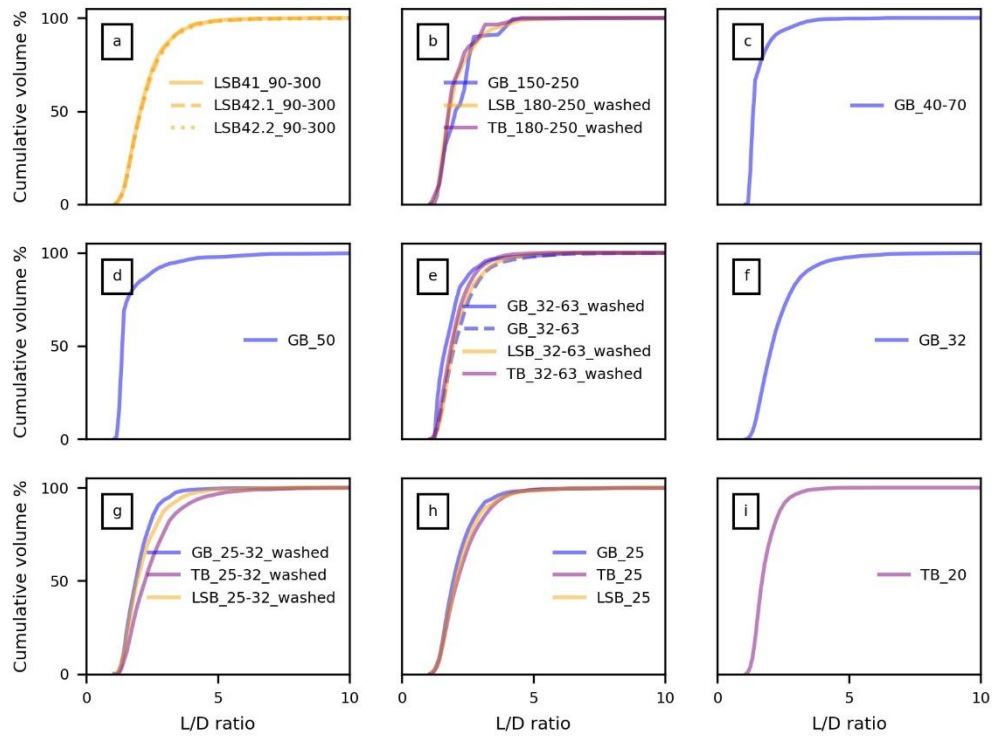 Cumulative volume %
100
50
0
a
LSB41_90-300
LSB42.1_90-300
LSB42.2_90-300
b
GB_150-250
LSB_180-250_washed
TB_180-250_washed
c
GB_40-70
Cumulative volume %
100
50
0
d
GB_50
e
GB_32-63_washed
GB_32-63
LSB_32-63_washed
TB_32-63_washed
f
GB_32
Cumulative volume %
100
50
0
g
GB_25-32_washed
TB_25-32_washed
LSB_25-32_washed
h
GB_25
TB_25
LSB_25
i
TB_20
0 5 10
0 5 10
0 5 10
L/D ratio
L/D ratio
L/D ratio